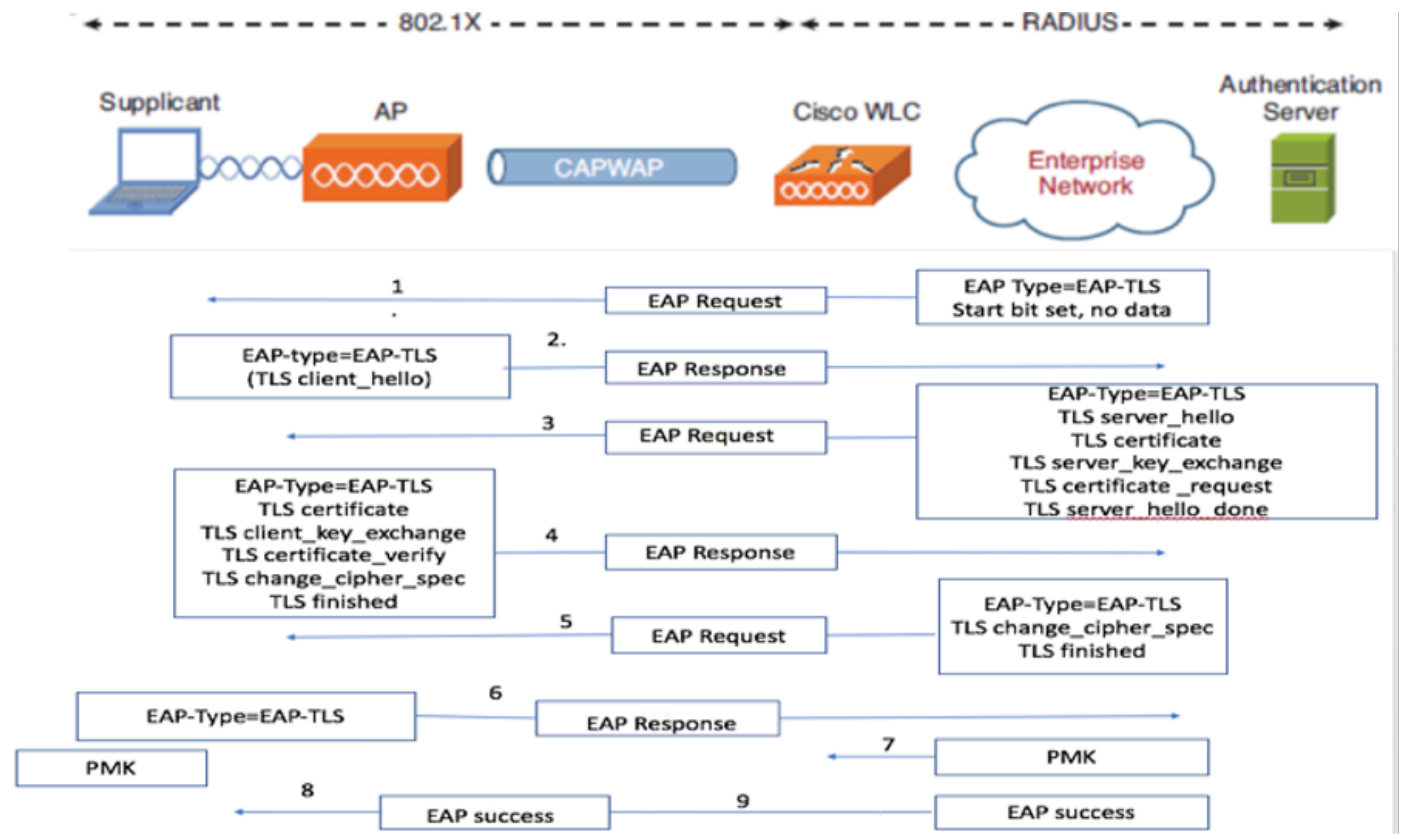 802.1X
RADIUS
Supplicant
AP
CAPWAP
Cisco WLC
Enterprise
Network
Authentication
Server
1
.
EAP Request
EAP Type=EAP-TLS
Start bit set, no data
EAP-type=EAP-TLS
(TLS client_hello)
2.
EAP Response
3
EAP Request
EAP-Type=EAP-TLS
TLS server_hello
TLS certificate
TLS server_key_exchange
TLS certificate _request
TLS server_hello_done
EAP-Type=EAP-TLS
TLS certificate
TLS client_key_exchange
TLS certificate_verify
TLS change_cipher_spec
TLS finished
4
EAP Response
5
EAP Request
EAP-Type=EAP-TLS
TLS change_cipher_spec
TLS finished
EAP-Type=EAP-TLS
6
EAP Response
PMK
7
PMK
8
EAP success
9
EAP success